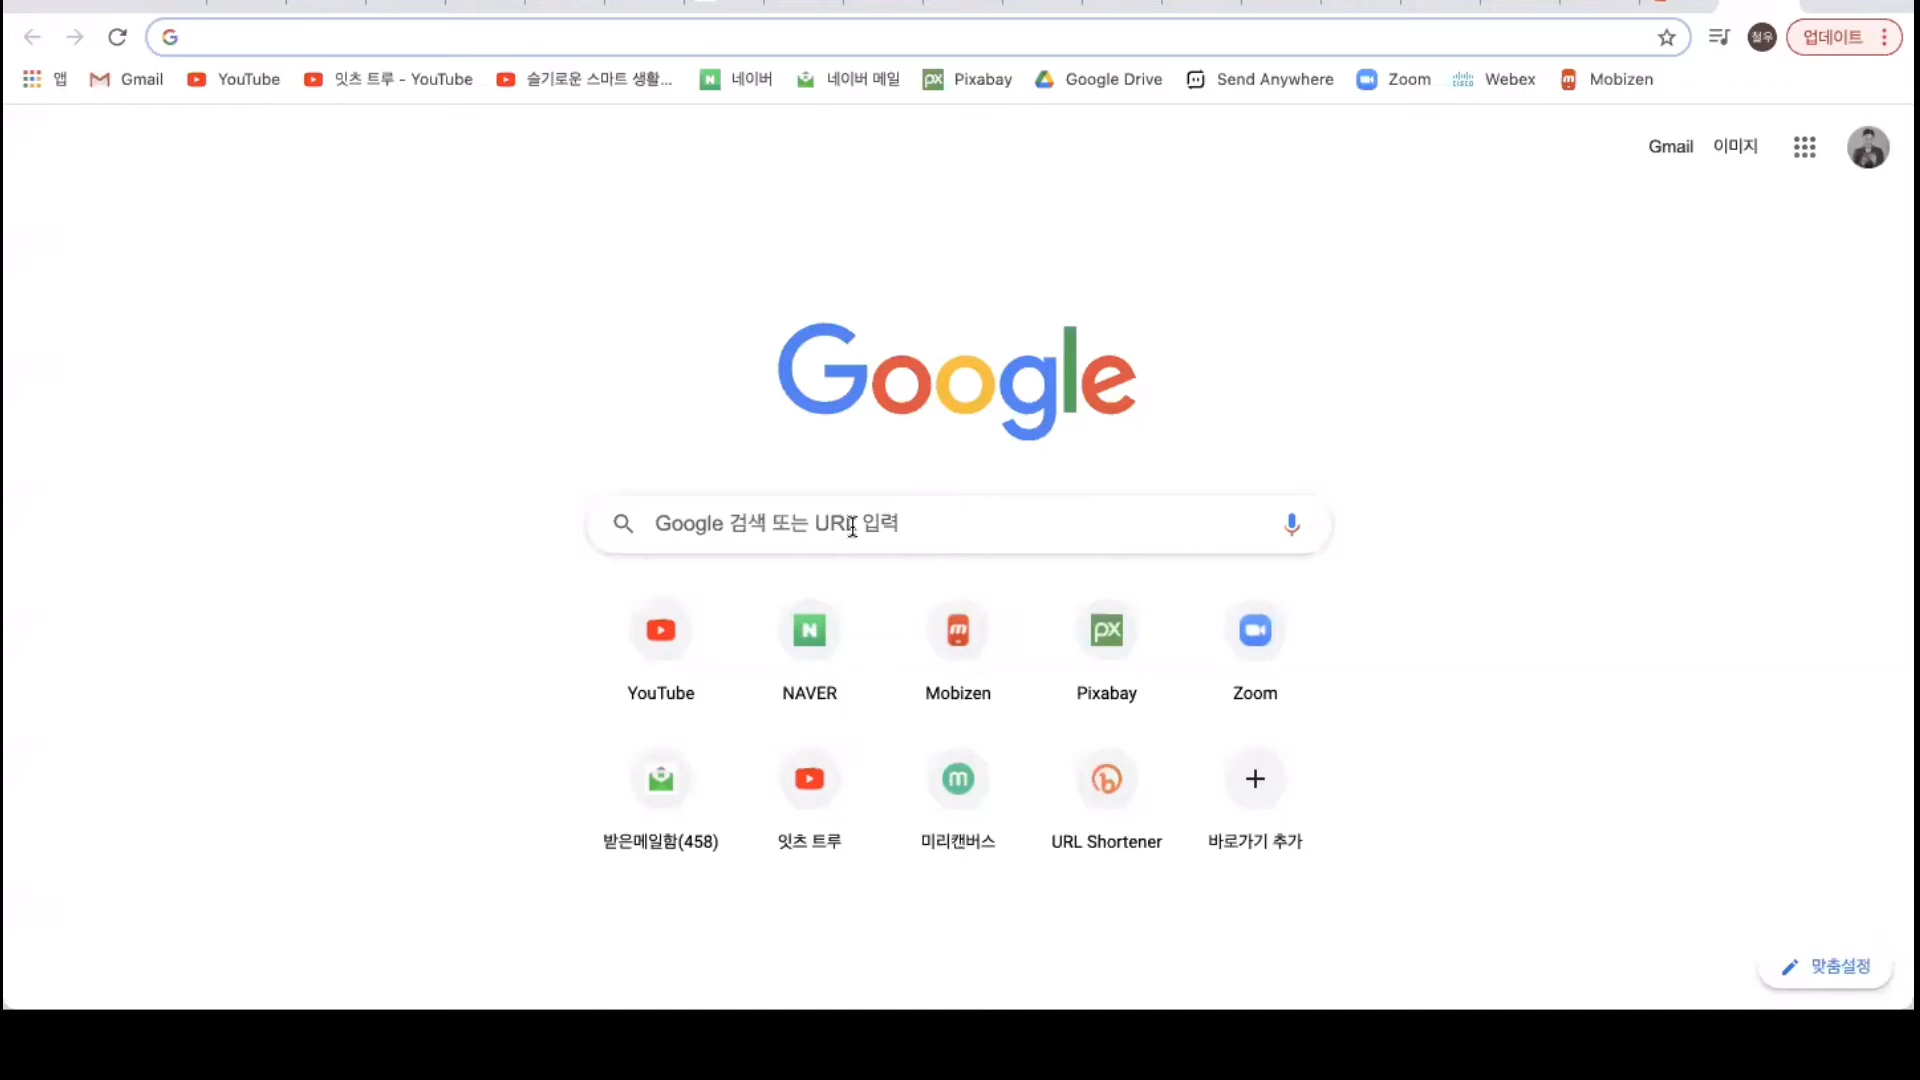 철우 업데이트
앱 Gmail YouTube 잇츠 트루 - YouTube 슬기로운 스마트 생활... 네이버 네이버 메일 Pixabay Google Drive Send Anywhere Zoom Webex Mobizen
Gmail 이미지
Google
Google 검색 또는 URL 입력
YouTube NAVER Mobizen Pixabay Zoom
받은메일함(458) 잇츠 트루 미리캔버스 URL Shortener 바로가기 추가
맞춤설정